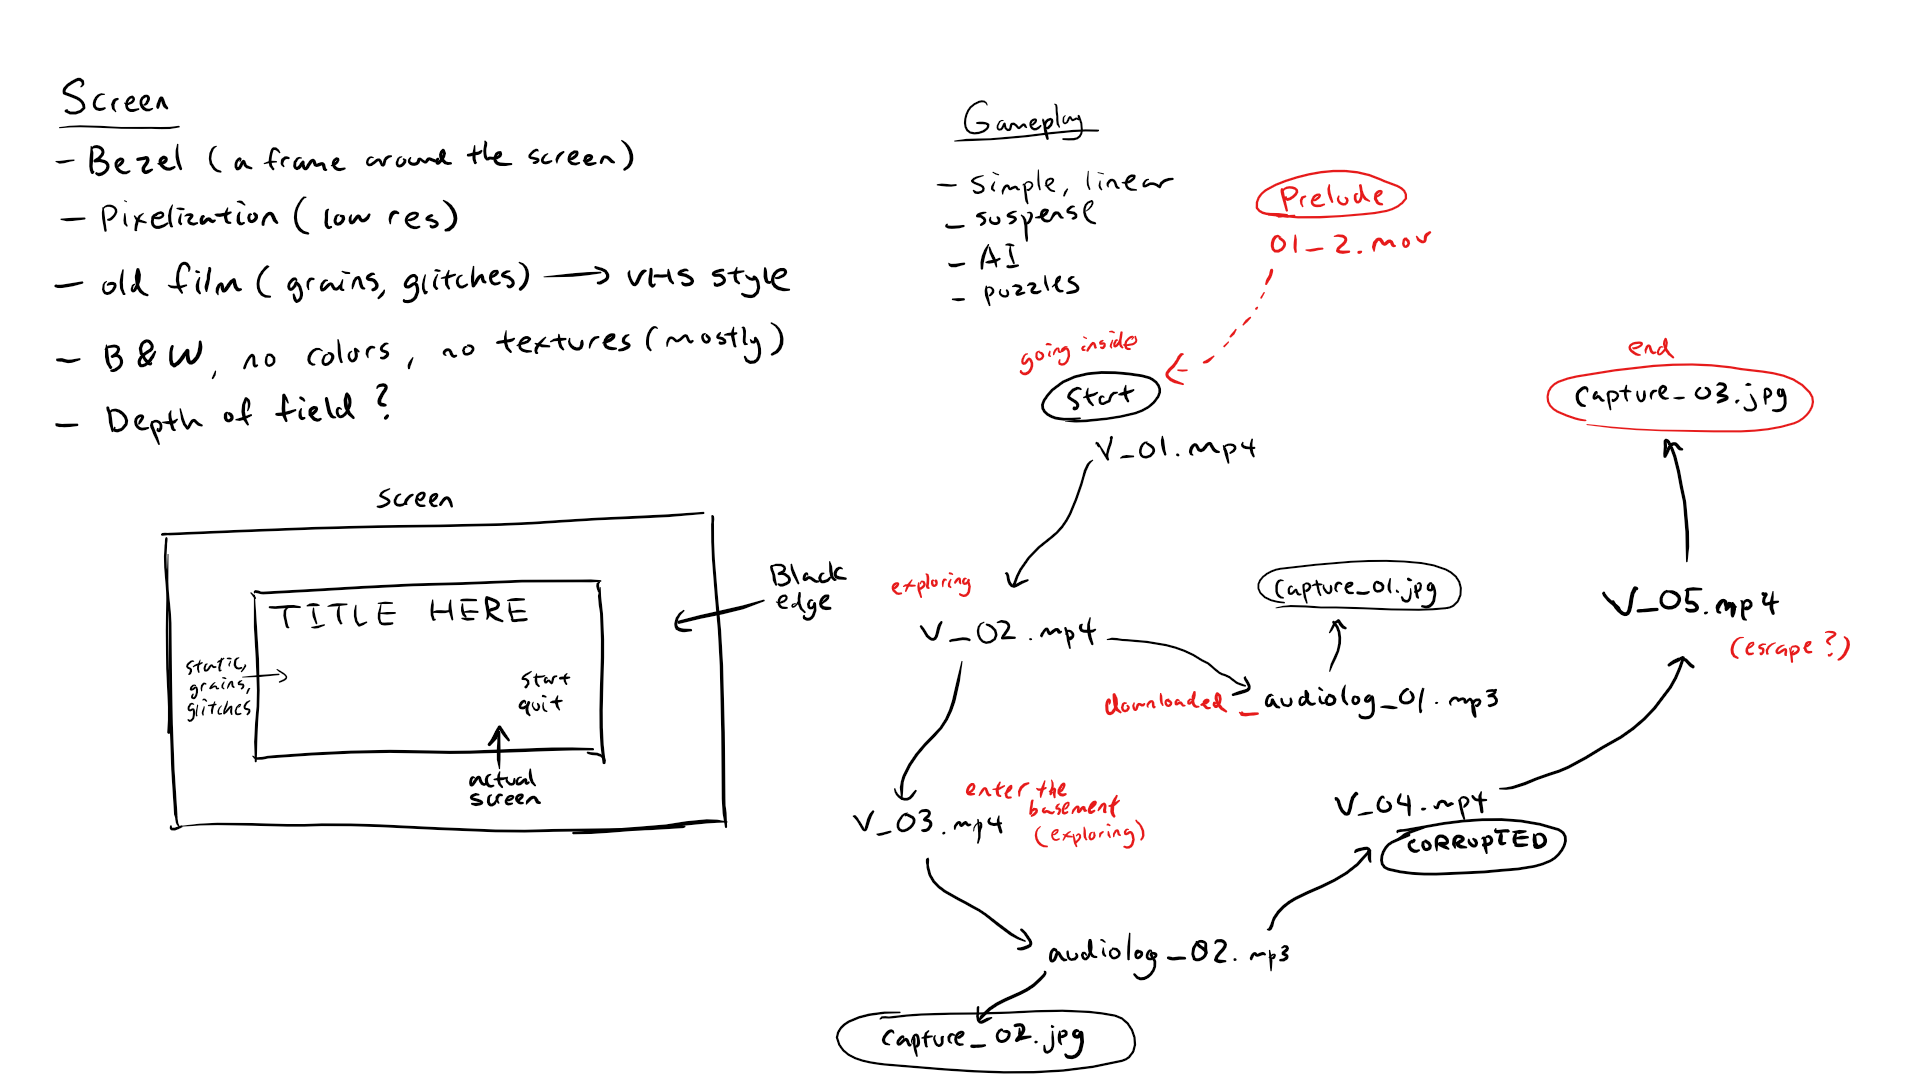 Screen
- Bezel (a frame around the screen)
- Pixelization (low res)
- old film (grains, glitches) → VHS style
- B & W, no colors, no textures (mostly)
- Depth of field?
screen
TITLE HERE
static,
grains,
glitches
start
quit
actual
screen
Black
edge
Gameplay
- simple, linear
- suspense
- AI
- puzzles
Prelude
01_2.mov
going inside
Start
V_01.mp4
exploring
V_02.mp4
downloaded_audiolog_01.mp3
Capture_01.jpg
V_03.mp4
enter the
basement
(exploring)
audiolog_02.mp3
Capture_02.jpg
V_04.mp4
CORRUPTED
V_05.mp4
(escape?)
end
Capture_03.jpg